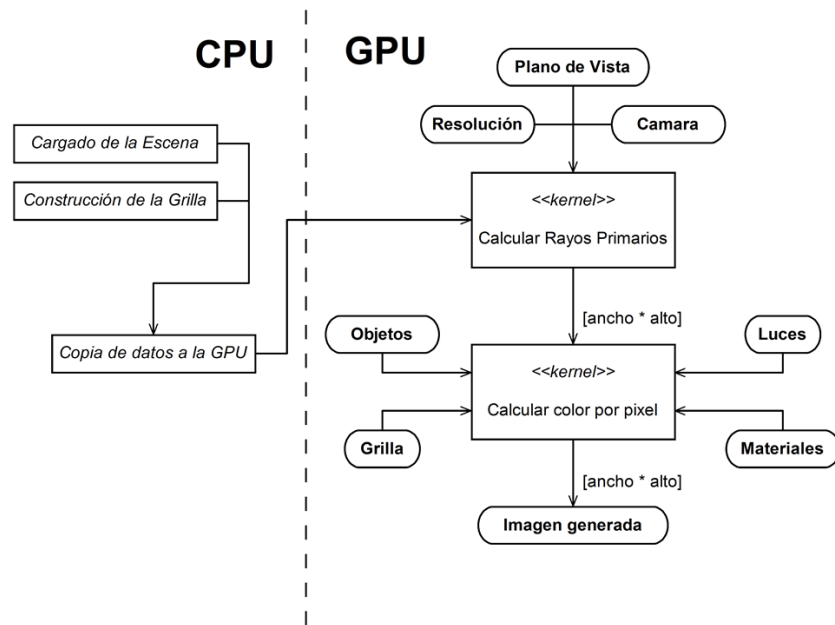 CPU
GPU
Plano de Vista
Resolución
Camara
Cargado de la Escena
Construcción de la Grilla
<<kernel>>
Calcular Rayos Primarios
[ancho * alto]
Objetos
Luces
Copia de datos a la GPU
<<kernel>>
Calcular color por pixel
Grilla
Materiales
[ancho * alto]
Imagen generada